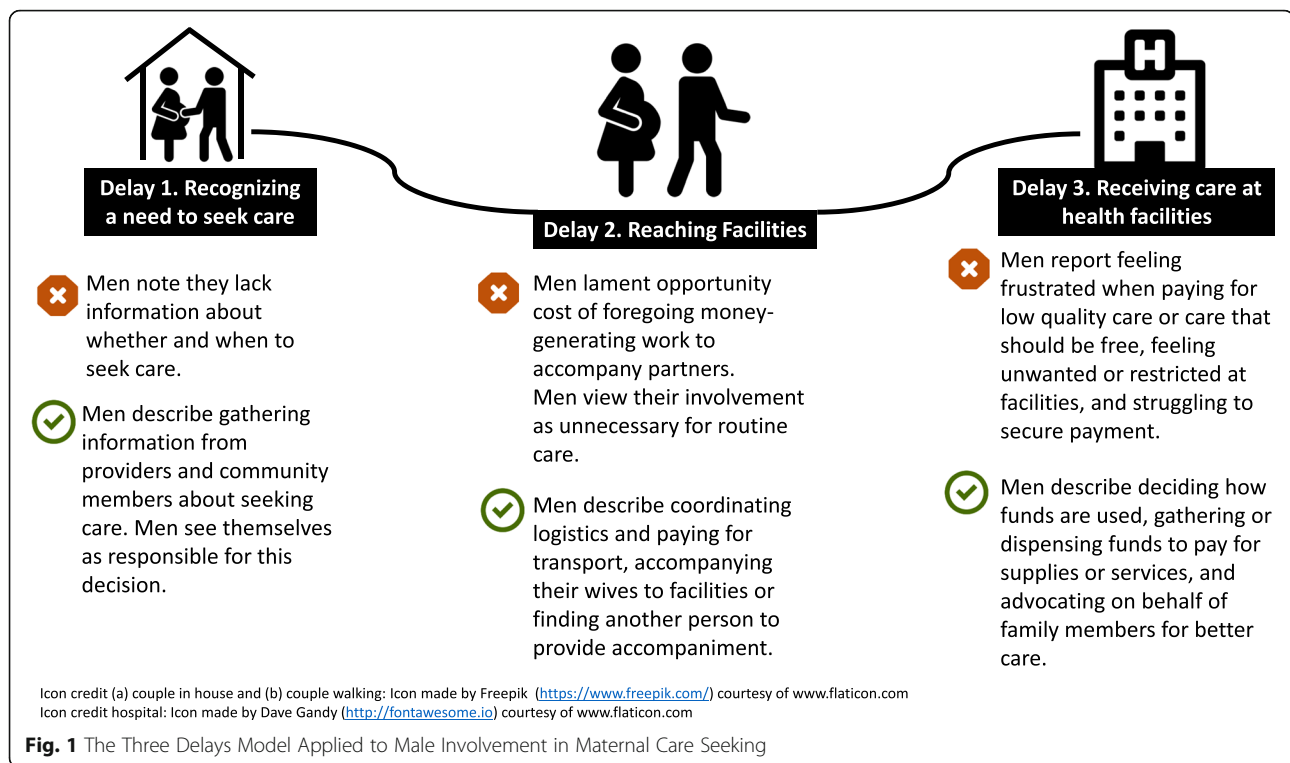 H
Delay 1. Recognizing
a need to seek care
Men note they lack
information about
whether and when to
seek care.
Men describe gathering
information from
providers and community
members about seeking
care. Men see themselves
as responsible for this
decision.
Delay 2. Reaching Facilities
Men lament opportunity
cost of foregoing money-
generating work to
accompany partners.
Men view their involvement
as unnecessary for routine
care.
Men describe coordinating
logistics and paying for
transport, accompanying
their wives to facilities or
finding another person to
provide accompaniment.
Delay 3. Receiving care at
health facilities
Men report feeling
frustrated when paying for
low quality care or care that
should be free, feeling
unwanted or restricted at
facilities, and struggling to
secure payment.
Men describe deciding how
funds are used, gathering or
dispensing funds to pay for
supplies or services, and
advocating on behalf of
family members for better
care.
Icon credit (a) couple in house and (b) couple walking: Icon made by Freepik (https://www.freepik.com/) courtesy of www.flaticon.com
Icon credit hospital: Icon made by Dave Gandy (http://fontawesome.io) courtesy of www.flaticon.com
Fig. 1 The Three Delays Model Applied to Male Involvement in Maternal Care Seeking